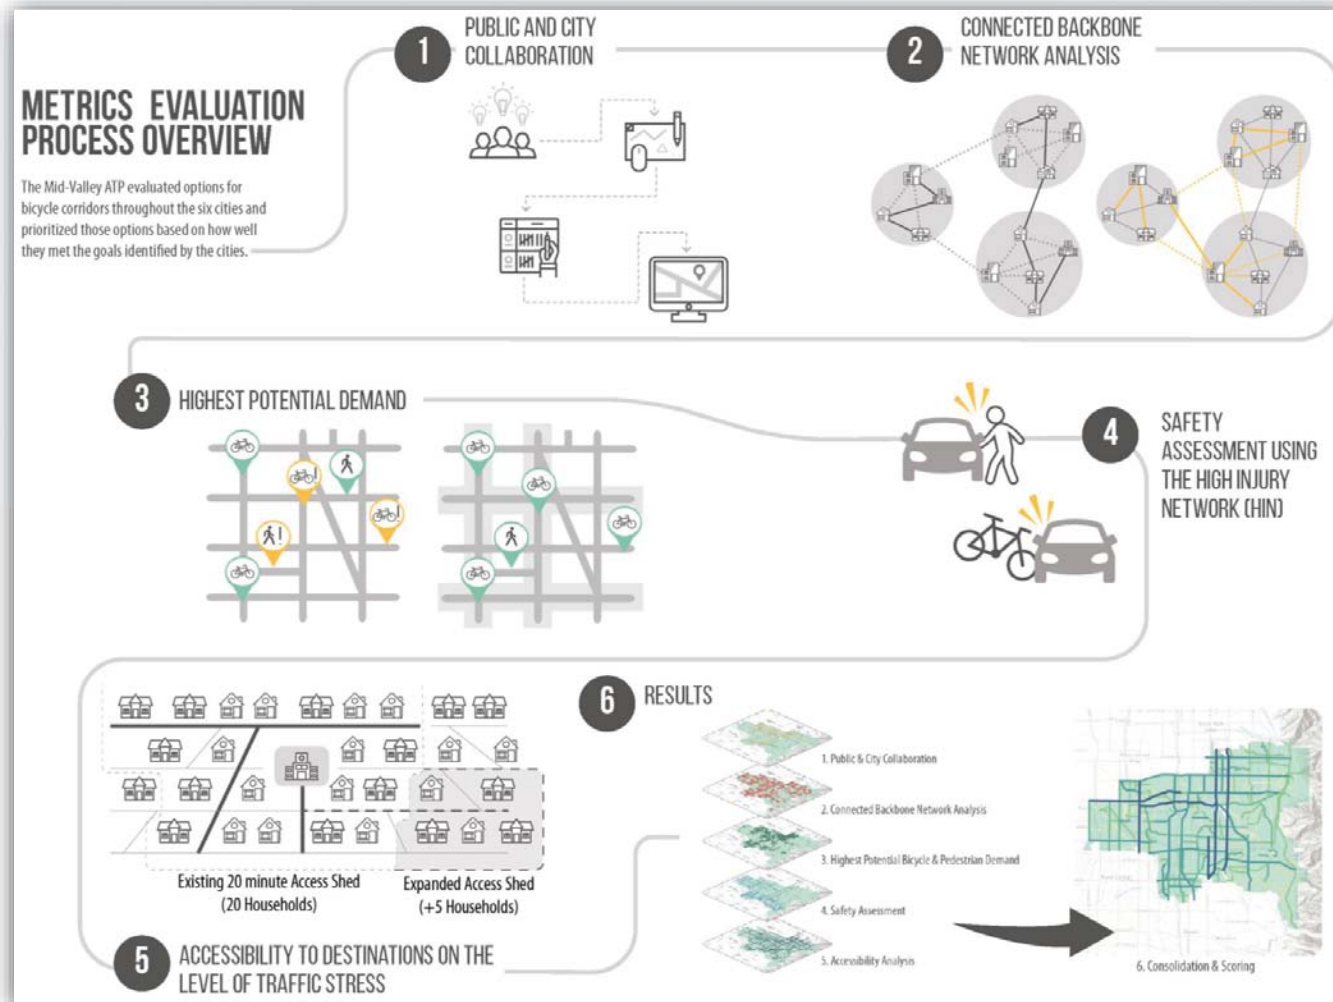 METRICS EVALUATION
PROCESS OVERVIEW
The Mid-Valley ATP evaluated options for
bicycle corridors throughout the six cities and
prioritized those options based on how well
they met the goals identified by the cities.
1
PUBLIC AND CITY
COLLABORATION
2
CONNECTED BACKBONE
NETWORK ANALYSIS
3
HIGHEST POTENTIAL DEMAND
4
SAFETY
ASSESSMENT USING
THE HIGH INJURY
NETWORK (HIN)
Existing 20 minute Access Shed
(20 Households)
Expanded Access Shed
(+5 Households)
5
ACCESSIBILITY TO DESTINATIONS ON THE
LEVEL OF TRAFFIC STRESS
6
RESULTS
1. Public & City Collaboration
2. Connected Backbone Network Analysis
3. Highest Potential Bicycle & Pedestrian Demand
4. Safety Assessment
5. Accessibility Analysis
6. Consolidation & Scoring